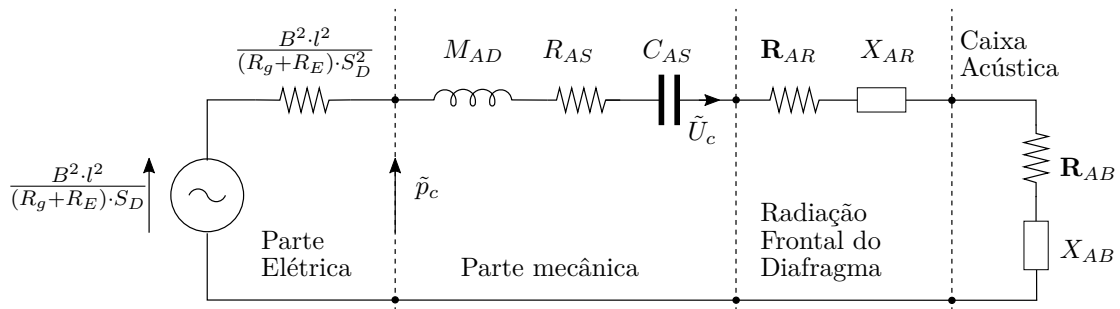 B²·l² / (R_g+R_E)·S_D²
M_AD
R_AS
C_AS
R_AR
X_AR
Caixa
Acústica
Ũ_c
B²·l² / (R_g+R_E)·S_D
p̃_c
R_AB
X_AB
Parte
Elétrica
Parte mecânica
Radiação
Frontal do
Diafragma